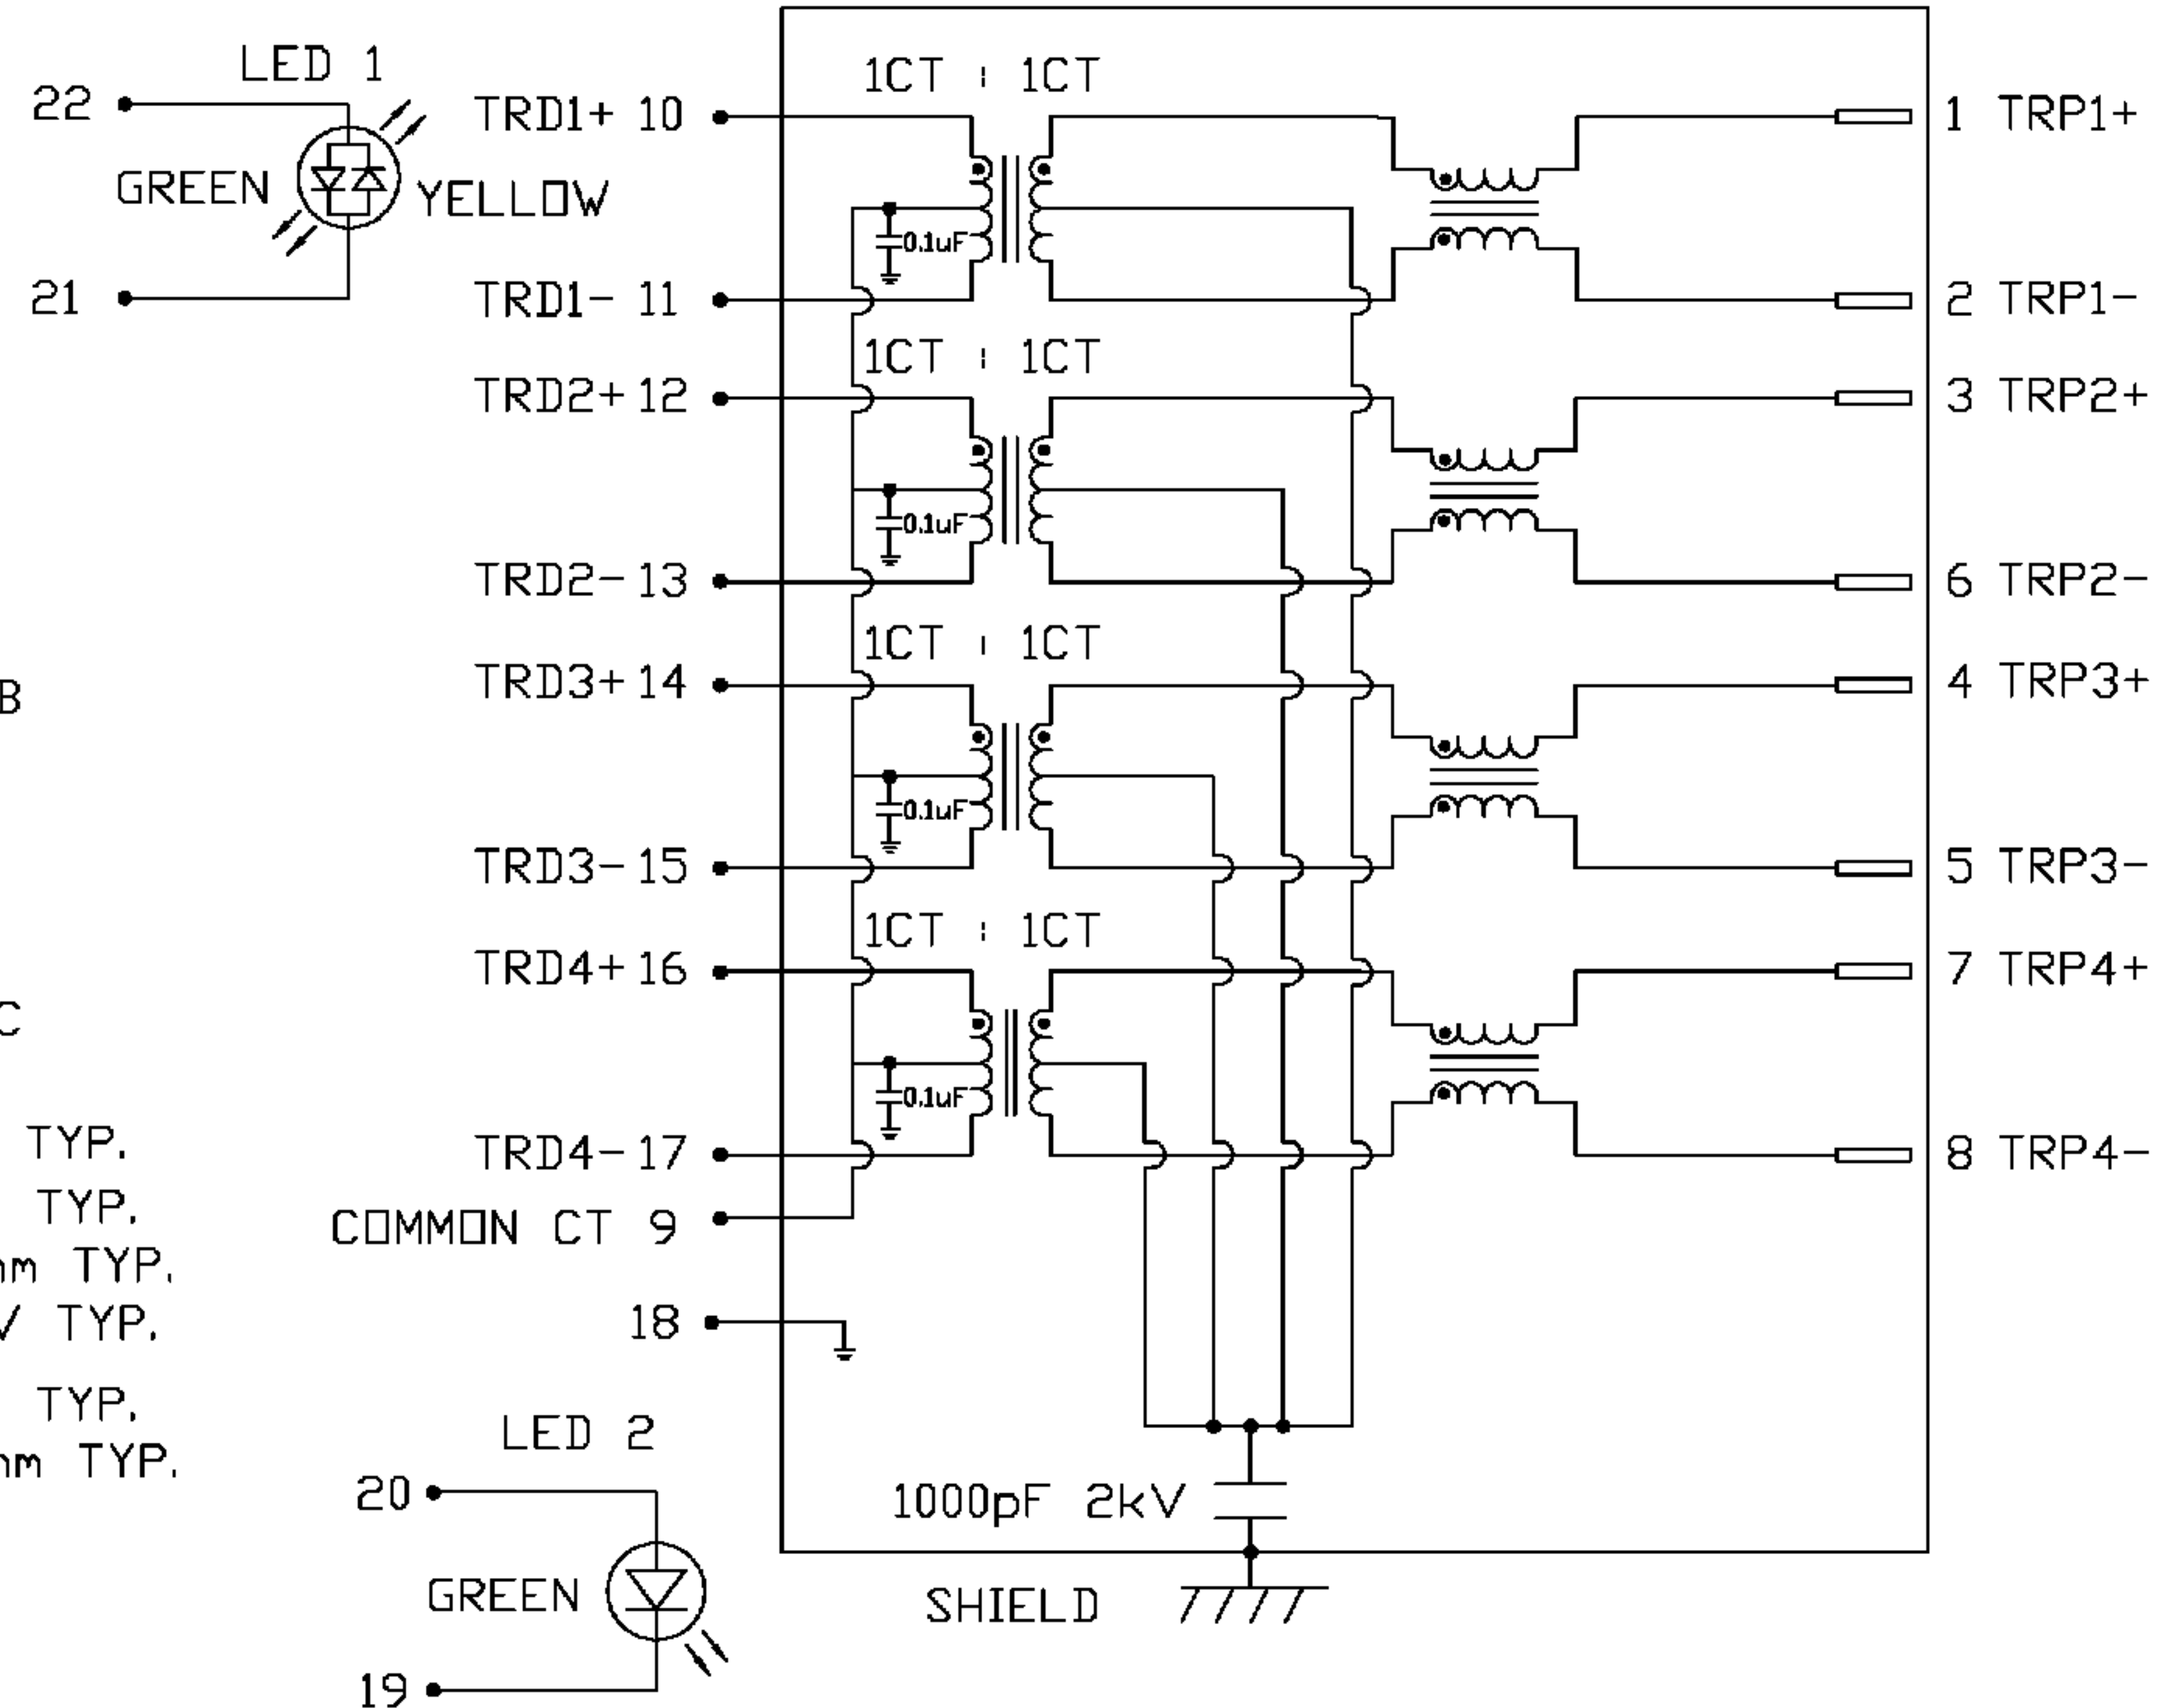 LED 1
22
GREEN
YELLOW
21
1CT : 1CT
TRD1+ 10
0.1uF
TRD1- 11
1 TRP1+
2 TRP1-
1CT : 1CT
TRD2+ 12
0.1uF
TRD2- 13
3 TRP2+
6 TRP2-
1CT : 1CT
TRD3+ 14
0.1uF
TRD3- 15
4 TRP3+
5 TRP3-
1CT : 1CT
TRD4+ 16
0.1uF
TRD4- 17
7 TRP4+
8 TRP4-
COMMON CT 9
18
B
C
TYP.
TYP.
m TYP.
V TYP.
TYP.
m TYP.
LED 2
20
GREEN
19
1000pF 2kV
SHIELD